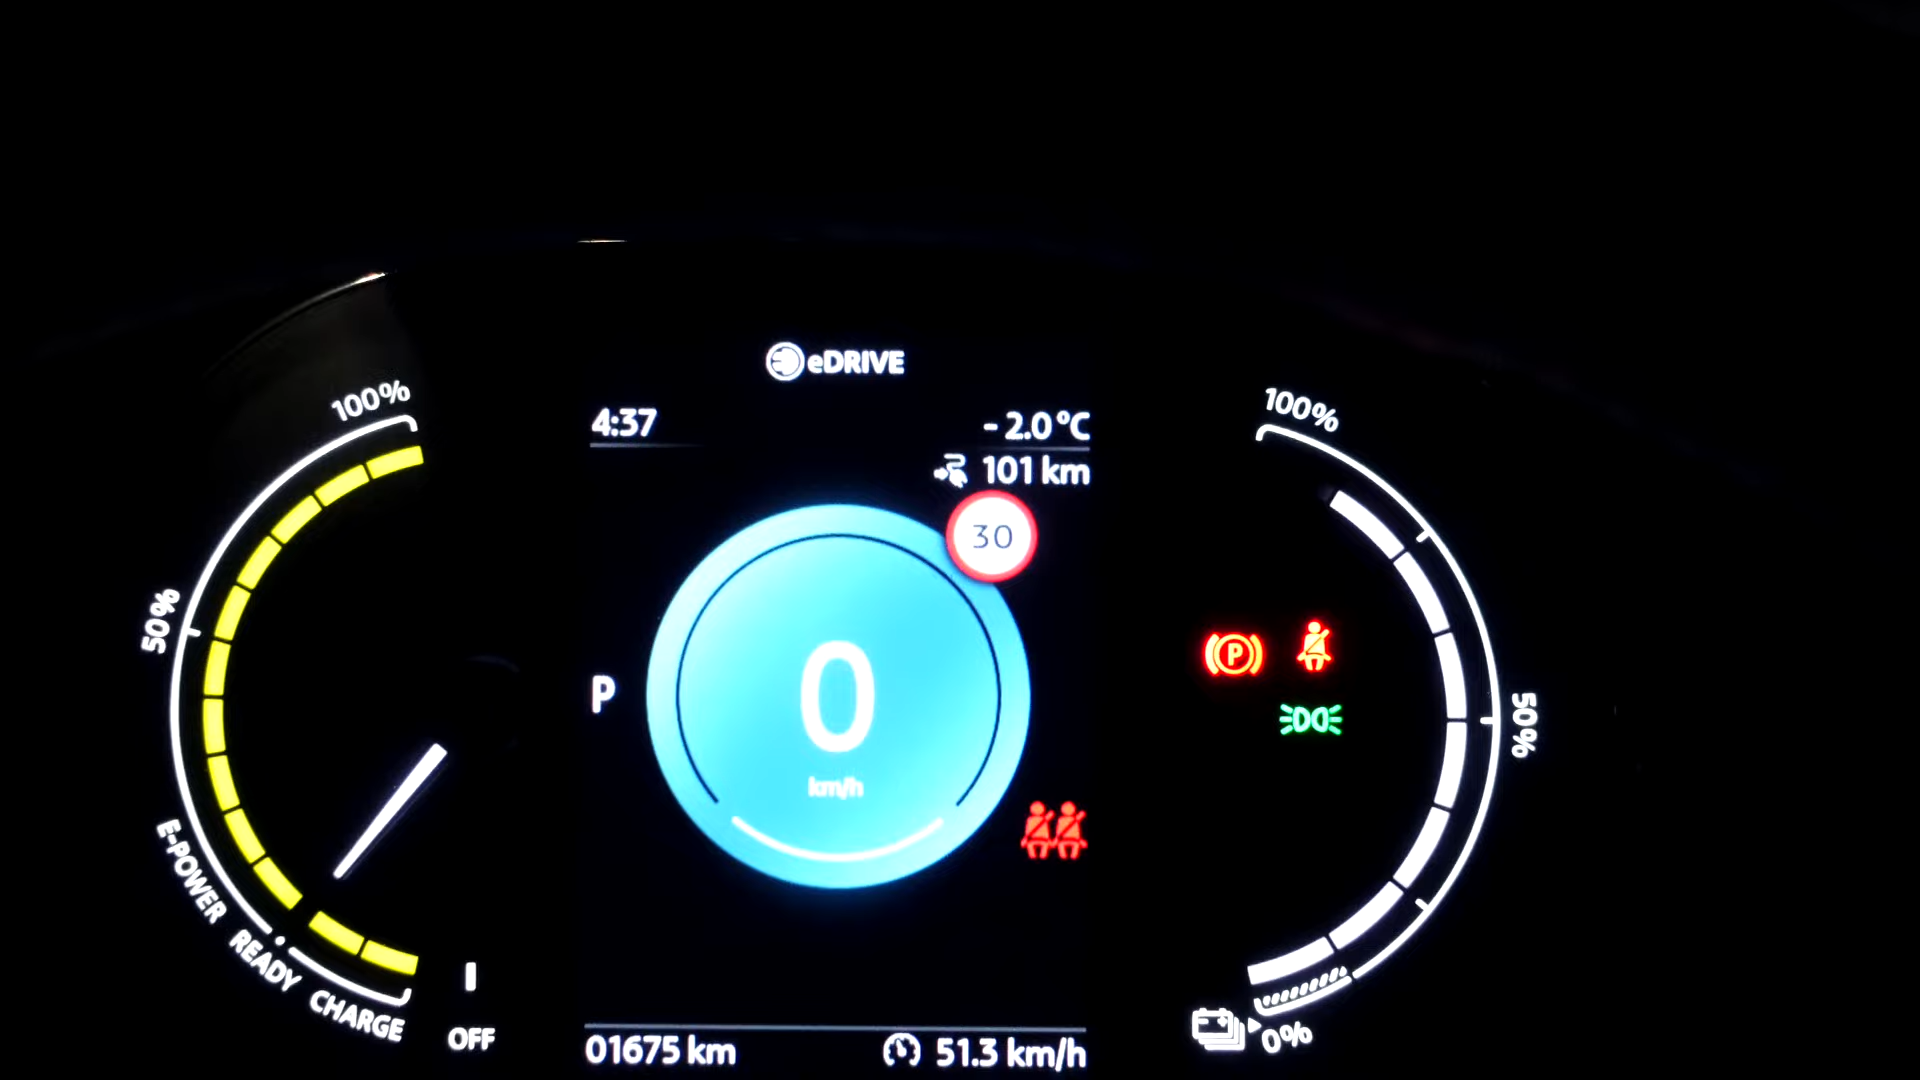 eDRIVE
4:37
-2.0°C
101 km
30
P
0
km/h
01675 km
51.3 km/h
100%
50%
E-POWER
READY
CHARGE
OFF
P
100%
50%
0%